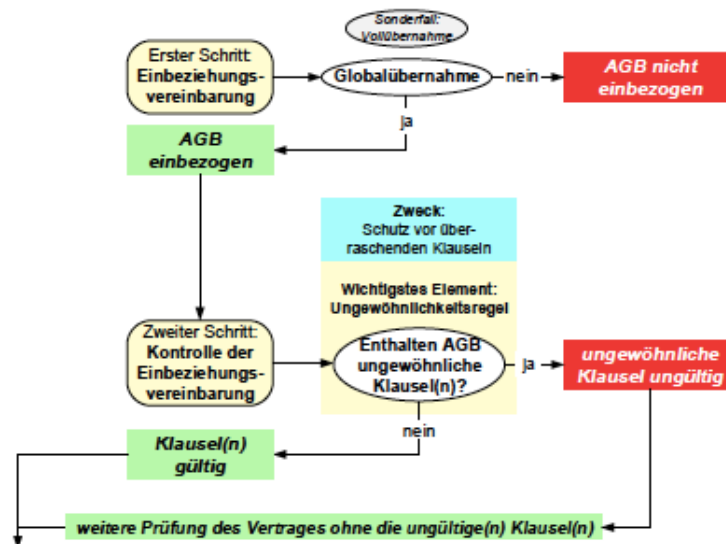 Sonderfall:
Vollübernahme
Erster Schritt:
Einbeziehungs-
vereinbarung
Globalübernahme
nein
AGB nicht
einbezogen
ja
AGB
einbezogen
Zweck:
Schutz vor über-
raschenden Klauseln
Wichtigstes Element:
Ungewöhnlichkeitsregel
Zweiter Schritt:
Kontrolle der
Einbeziehungs-
vereinbarung
Enthalten AGB
ungewöhnliche
Klausel(n)?
ja
ungewöhnliche
Klausel ungültig
nein
Klausel(n)
gültig
weitere Prüfung des Vertrages ohne die ungültige(n) Klausel(n)